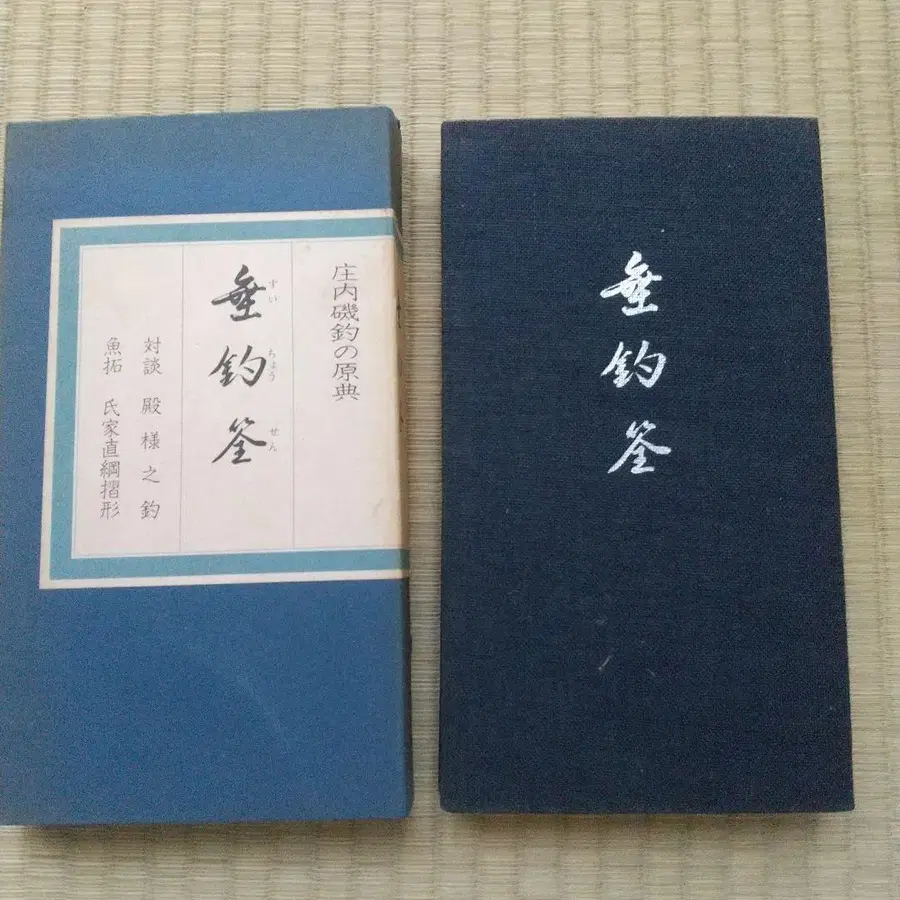 庄内磯釣の原典
垂釣筌
すいちょうせん
対談 殿様之釣
魚拓 氏家直綱摺形
垂釣筌